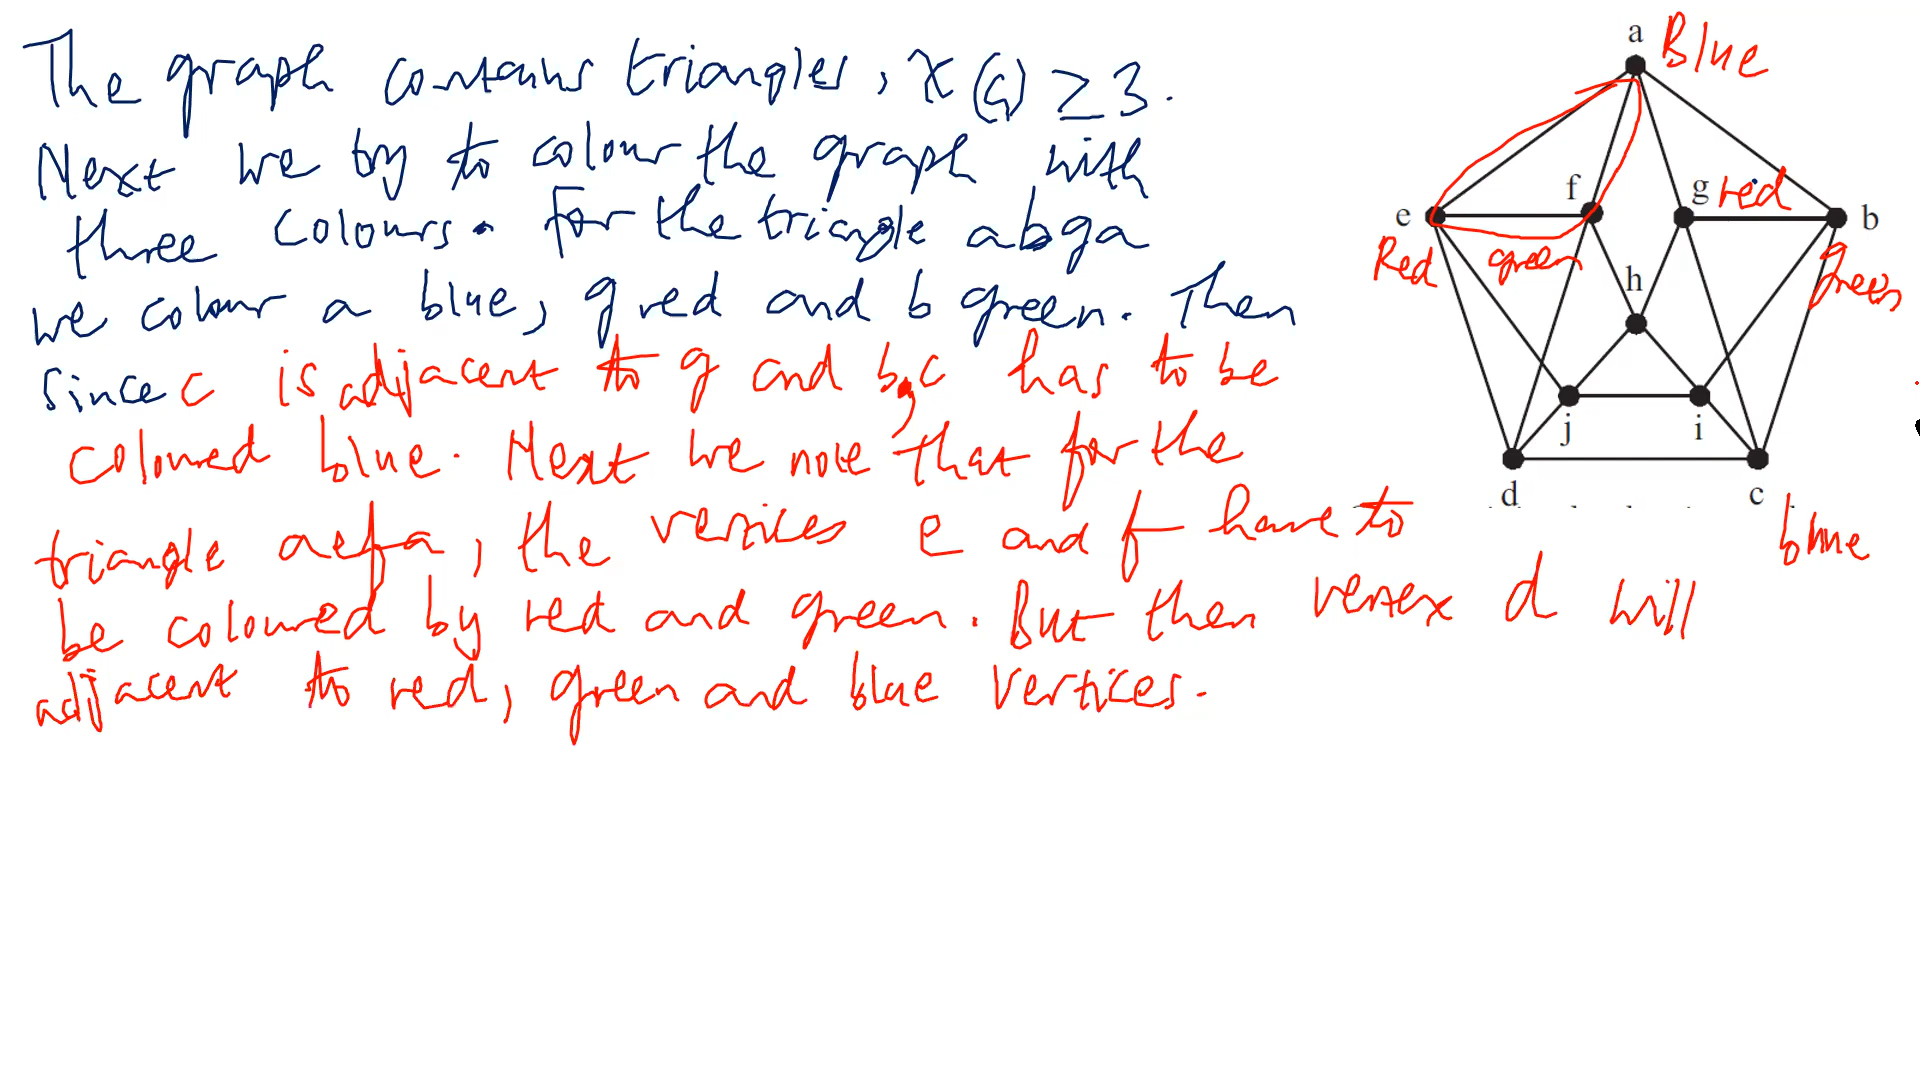 The graph contains triangles, χ(G) ≥ 3.
Next we try to colour the graph with
three colours. For the triangle abga
we colour a blue, g red and b green. Then
since c is adjacent to g and b, c has to be
coloured blue. Next we note that for the
triangle aefa, the vertices e and f have to
be coloured by red and green. But then vertex d will
adjacent to red, green and blue vertices.
a Blue
f g red
e b
Red green green
h
j i
d c
blue